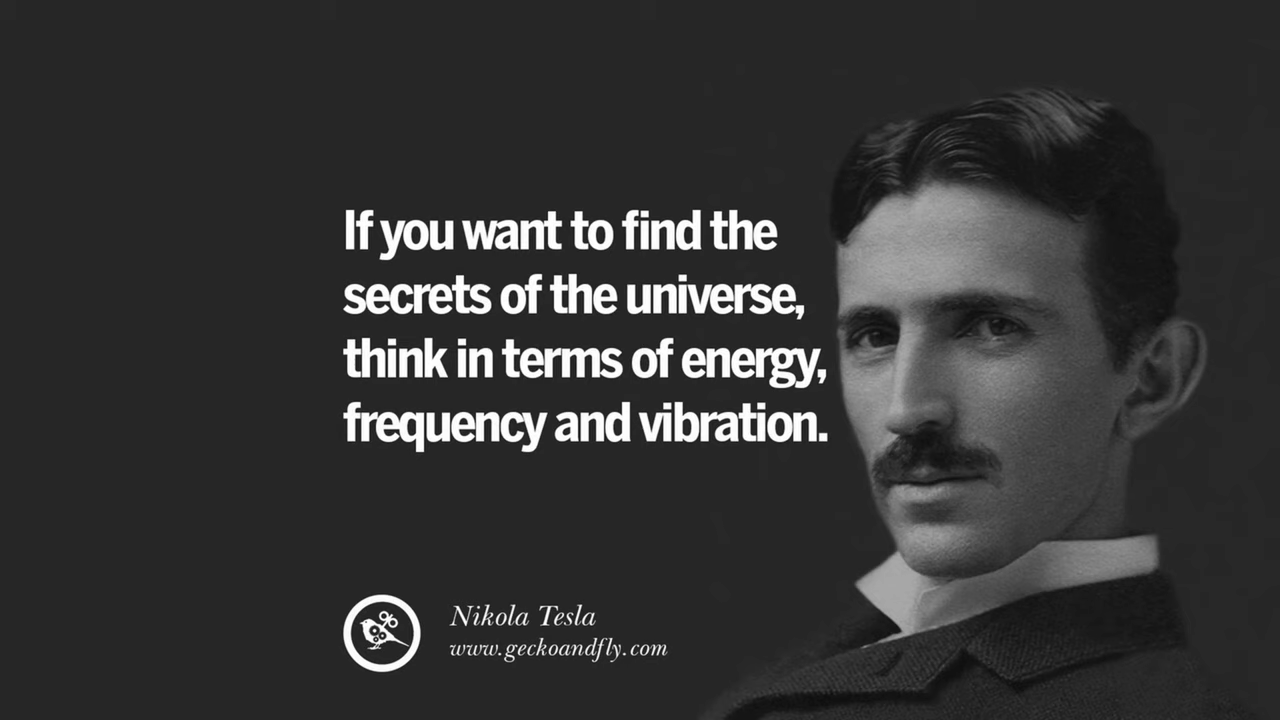 If you want to find the
secrets of the universe,
think in terms of energy,
frequency and vibration.
Nikola Tesla
www.geckoandfly.com